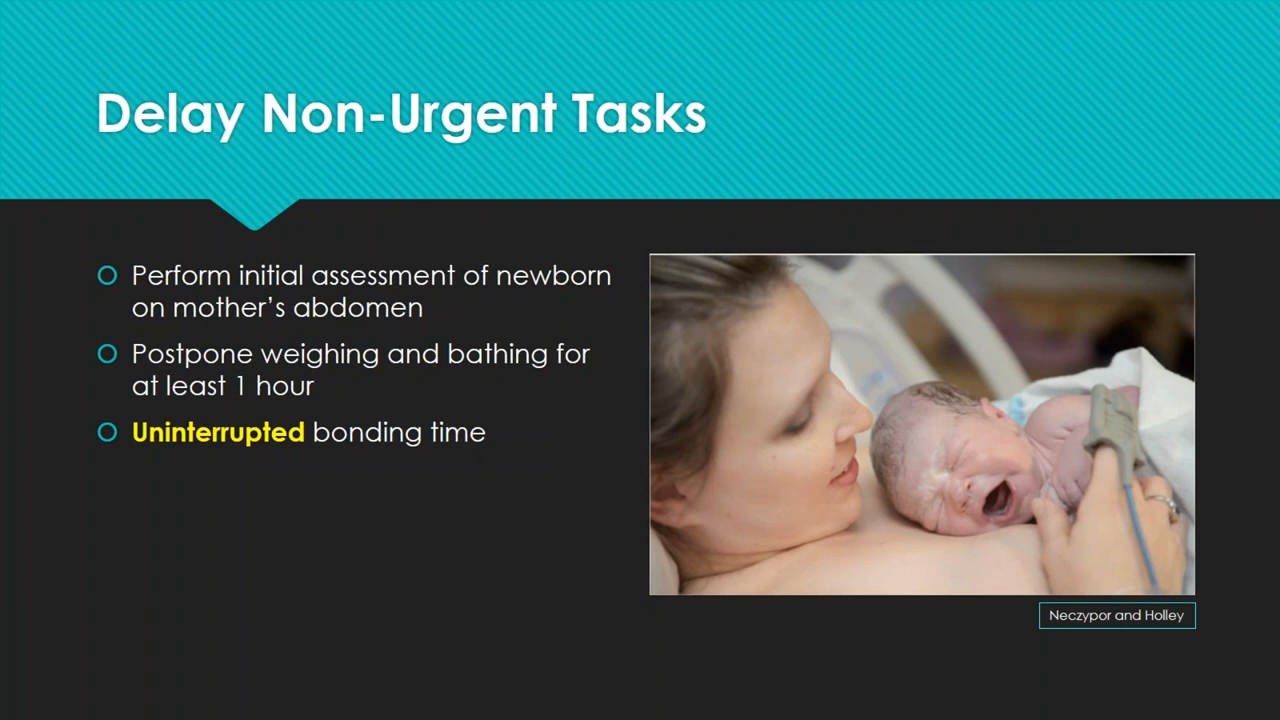 Delay Non-Urgent Tasks
Perform initial assessment of newborn
on mother’s abdomen
Postpone weighing and bathing for
at least 1 hour
Uninterrupted bonding time
Neczypor and Holley